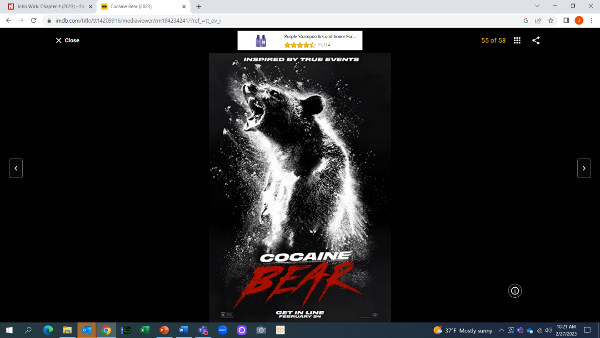 John Wick: Chapter 4 (2023) - Fu
Cocaine Bear (2023)
imdb.com/title/tt14209916/mediaviewer/rm1842342417/?ref_=tt_ov_i
Close
Purple Shampoo & Conditioner For...
11,114
55 of 58
INSPIRED BY TRUE EVENTS
COCAINE
BEAR
GET IN LINE
FEBRUARY 24
37°F Mostly sunny
10:21 AM
2/27/2023